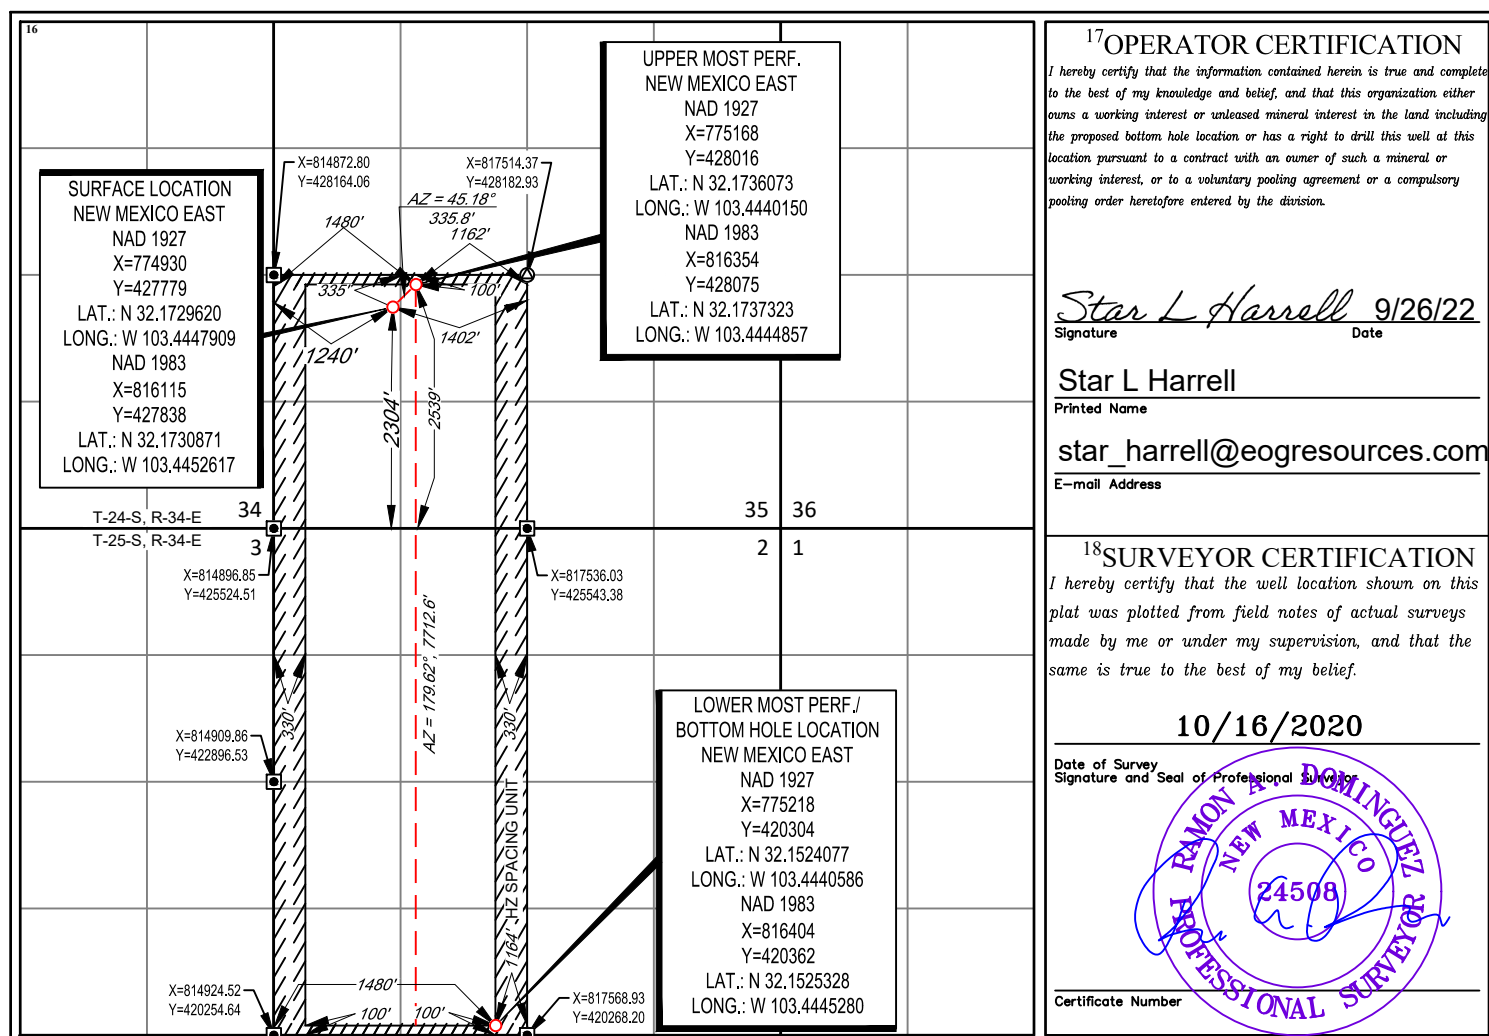 16
SURFACE LOCATION
NEW MEXICO EAST
NAD 1927
X=774930
Y=427779
LAT.: N 32.1729620
LONG.: W 103.4447909
NAD 1983
X=816115
Y=427838
LAT.: N 32.1730871
LONG.: W 103.4452617
UPPER MOST PERF.
NEW MEXICO EAST
NAD 1927
X=775168
Y=428016
LAT.: N 32.1736073
LONG.: W 103.4440150
NAD 1983
X=816354
Y=428075
LAT.: N 32.1737323
LONG.: W 103.4444857
X=814872.80
Y=428164.06
X=817514.37
Y=428182.93
AZ = 45.18°
335.8'
1480'
1162'
335'
100'
1240'
1402'
2304'
2539'
T-24-S, R-34-E
34
35
36
T-25-S, R-34-E
3
2
1
X=814896.85
Y=425524.51
X=817536.03
Y=425543.38
AZ = 179.62°, 7712.6'
330'
330'
X=814909.86
Y=422896.53
HZ SPACING UNIT
LOWER MOST PERF./
BOTTOM HOLE LOCATION
NEW MEXICO EAST
NAD 1927
X=775218
Y=420304
LAT.: N 32.1524077
LONG.: W 103.4440586
NAD 1983
X=816404
Y=420362
LAT.: N 32.1525328
LONG.: W 103.4445280
1164'
1480'
100'
100'
X=814924.52
Y=420254.64
X=817568.93
Y=420268.20
17OPERATOR CERTIFICATION
I hereby certify that the information contained herein is true and complete
to the best of my knowledge and belief, and that this organization either
owns a working interest or unleased mineral interest in the land including
the proposed bottom hole location or has a right to drill this well at this
location pursuant to a contract with an owner of such a mineral or
working interest, or to a voluntary pooling agreement or a compulsory
pooling order heretofore entered by the division.
Star L Harrell 9/26/22
Signature Date
Star L Harrell
Printed Name
star_harrell@eogresources.com
E-mail Address
18SURVEYOR CERTIFICATION
I hereby certify that the well location shown on this
plat was plotted from field notes of actual surveys
made by me or under my supervision, and that the
same is true to the best of my belief.
10/16/2020
Date of Survey
Signature and Seal of Professional Surveyor
RAMON A. DOMINGUEZ
NEW MEXICO
24508
PROFESSIONAL SURVEYOR
Certificate Number